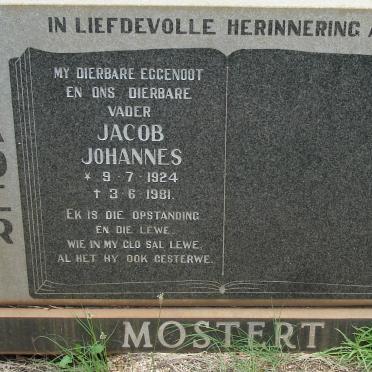 IN LIEFDEVOLLE HERINNERING A
MY DIERBARE EGGENOOT
EN ONS DIERBARE
VADER
JACOB
JOHANNES
* 9 - 7 - 1924
† 3 - 6 - 1981.
EK IS DIE OPSTANDING
EN DIE LEWE.
WIE IN MY GLO SAL LEWE,
AL HET HY OOK GESTERWE.
MOSTERT